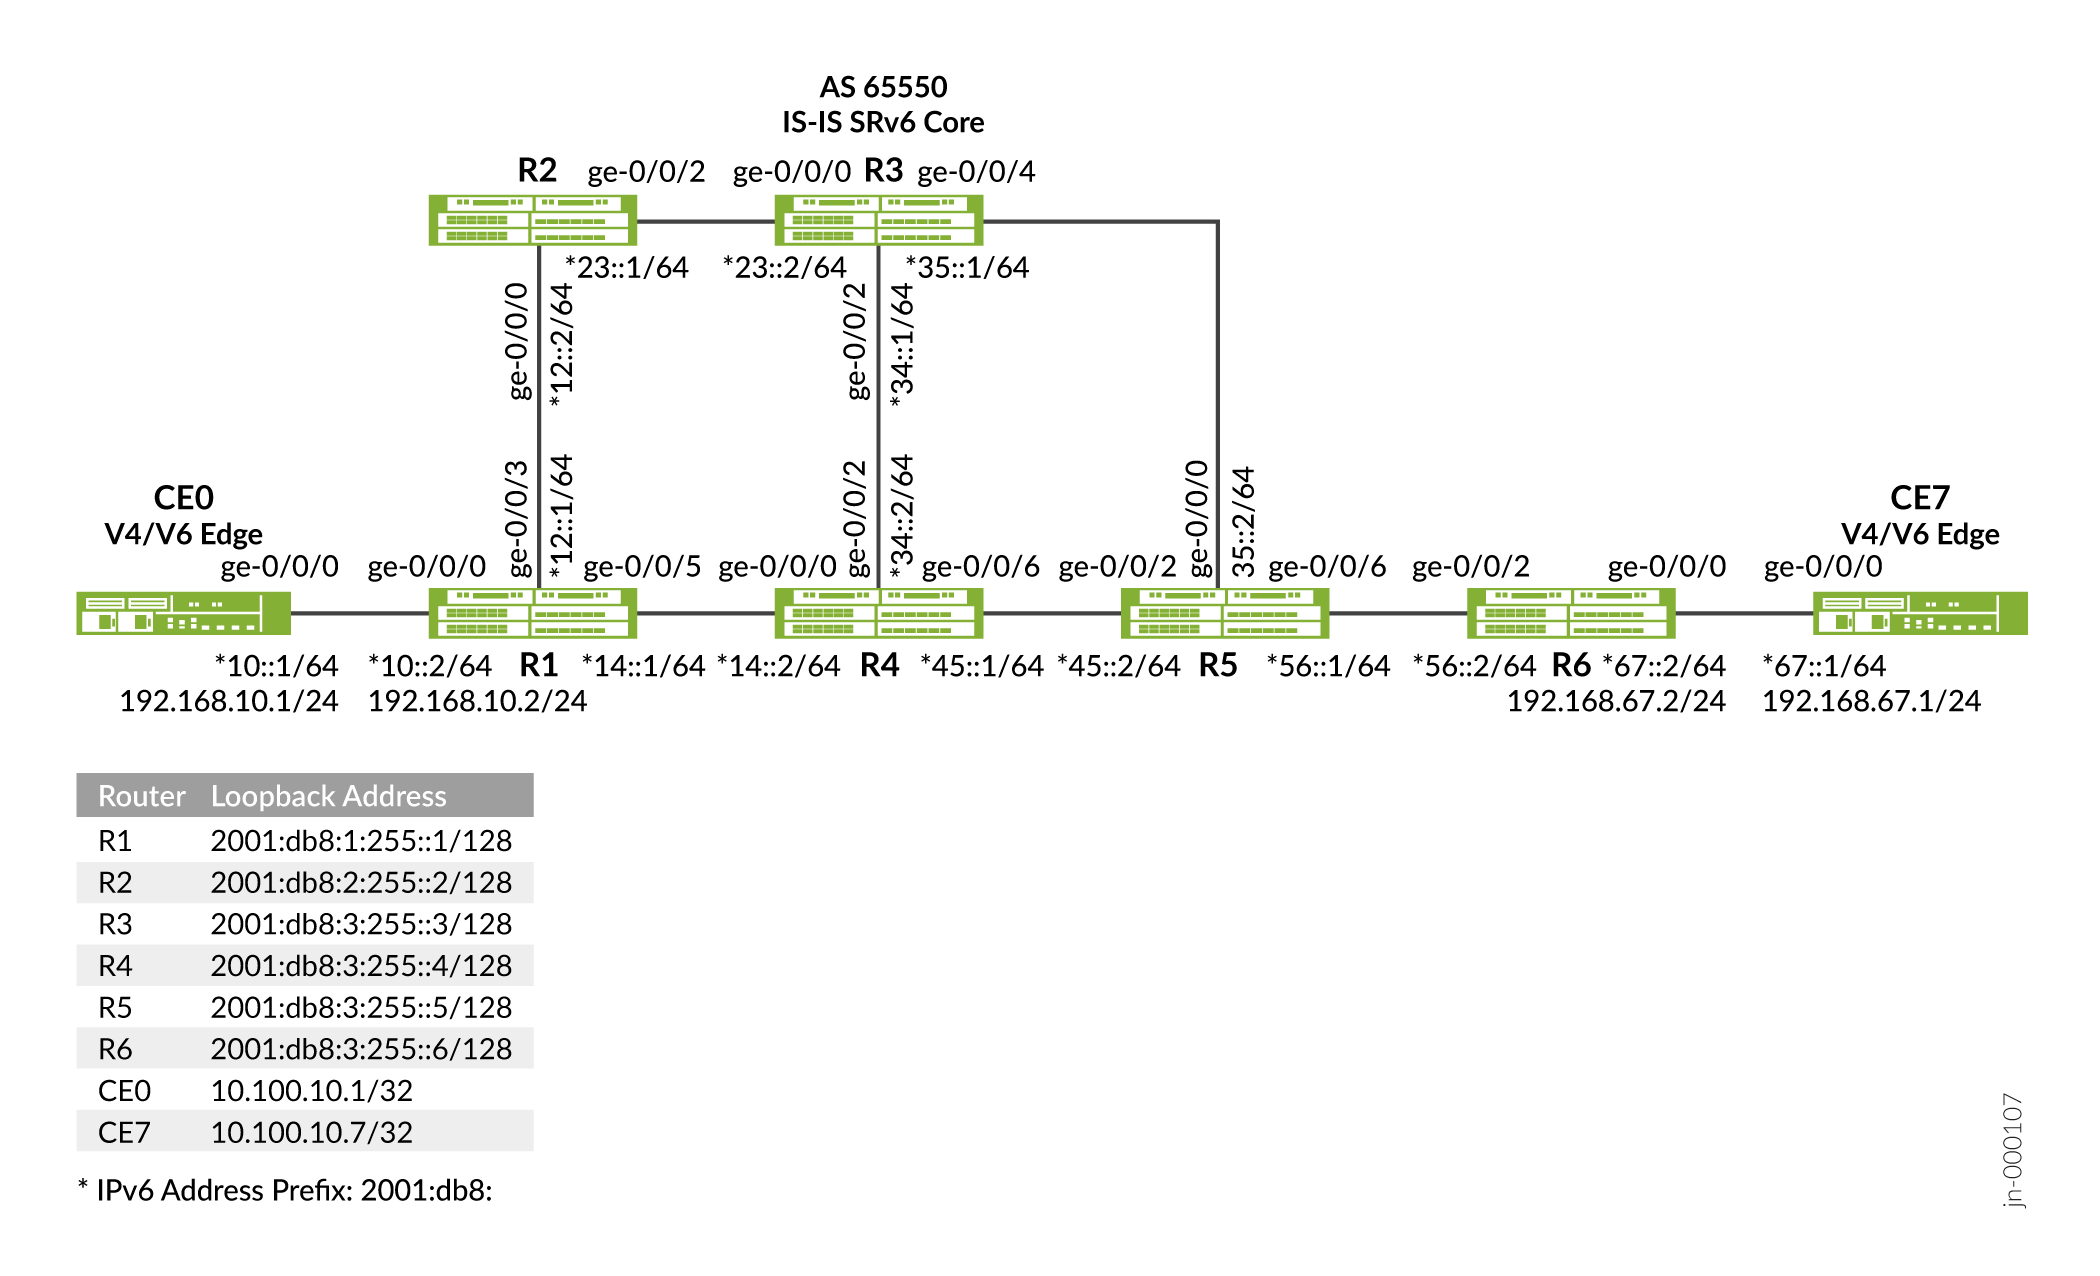 AS 65550
IS-IS SRv6 Core
R2 ge-0/0/2 ge-0/0/0 R3 ge-0/0/4
*23::1/64 *23::2/64 *35::1/64
ge-0/0/0 *12::2/64 ge-0/0/2 *34::1/64
ge-0/0/3 *12::1/64 ge-0/0/2 *34::2/64 ge-0/0/0 35::2/64
CE0 CE7
V4/V6 Edge V4/V6 Edge
ge-0/0/0 ge-0/0/0 ge-0/0/5 ge-0/0/0 ge-0/0/6 ge-0/0/2 ge-0/0/6 ge-0/0/2 ge-0/0/0 ge-0/0/0
*10::1/64 *10::2/64 R1 *14::1/64 *14::2/64 R4 *45::1/64 *45::2/64 R5 *56::1/64 *56::2/64 R6 *67::2/64 *67::1/64
192.168.10.1/24 192.168.10.2/24 192.168.67.2/24 192.168.67.1/24
Router Loopback Address
R1 2001:db8:1:255::1/128
R2 2001:db8:2:255::2/128
R3 2001:db8:3:255::3/128
R4 2001:db8:3:255::4/128
R5 2001:db8:3:255::5/128
R6 2001:db8:3:255::6/128
CE0 10.100.10.1/32
CE7 10.100.10.7/32
* IPv6 Address Prefix: 2001:db8:
jn-000107